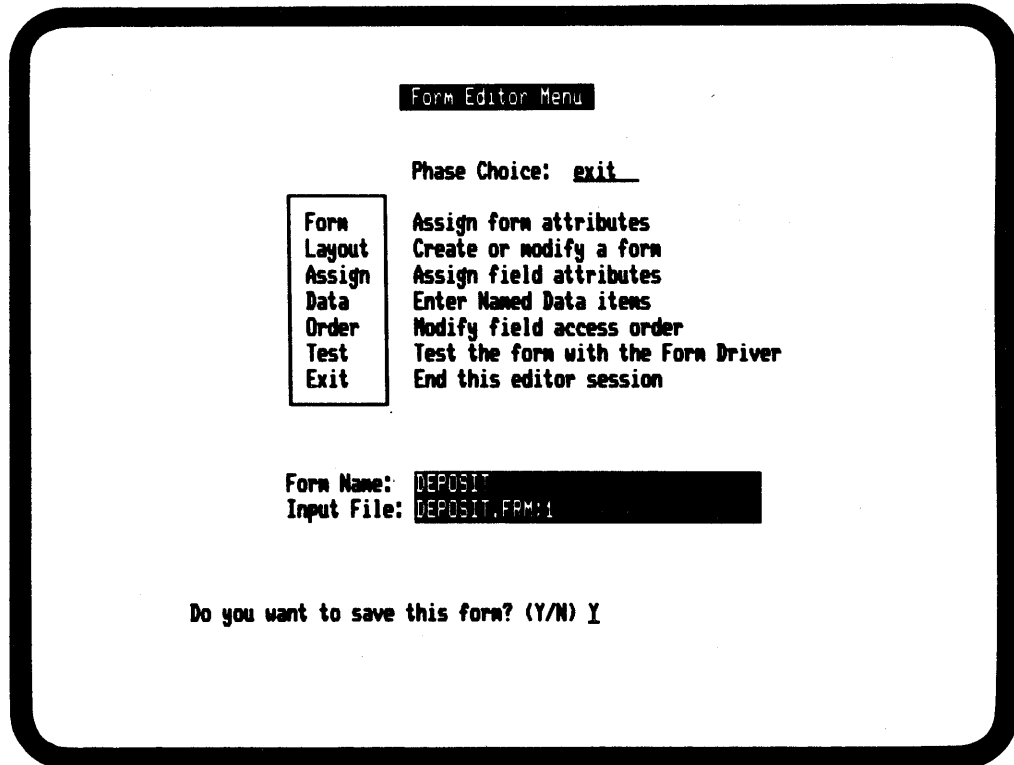 Form Editor Menu
Phase Choice: exit
Form Assign form attributes
Layout Create or modify a form
Assign Assign field attributes
Data Enter Named Data items
Order Modify field access order
Test Test the form with the Form Driver
Exit End this editor session
Form Name: DEPOSIT
Input File: DEPOSIT.FRM;1
Do you want to save this form? (Y/N) Y